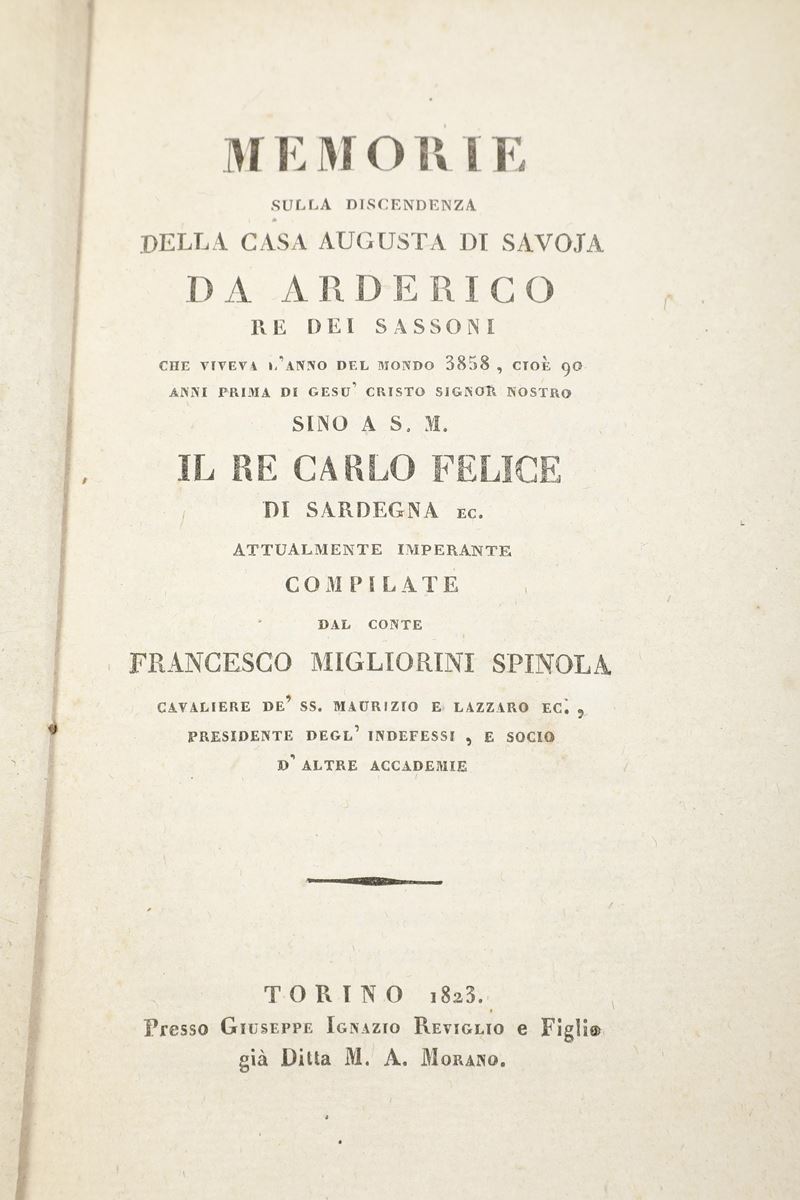 MEMORIE
SULLA DISCENDENZA
DELLA CASA AUGUSTA DI SAVOJA
DA ARDERICO
RE DEI SASSONI
CHE VIVEVA L'ANNO DEL MONDO 3858 , CIOÈ 90
ANNI PRIMA DI GESU' CRISTO SIGNOR NOSTRO
SINO A S. M.
IL RE CARLO FELICE
DI SARDEGNA EC.
ATTUALMENTE IMPERANTE
COMPILATE
DAL CONTE
FRANCESCO MIGLIORINI SPINOLA
CAVALIERE DE' SS. MAURIZIO E LAZZARO EC. ,
PRESIDENTE DEGL' INDEFESSI , E SOCIO
D' ALTRE ACCADEMIE
TORINO 1823.
Presso GIUSEPPE IGNAZIO REVIGLIO e Figlio
già Ditta M. A. MORANO.